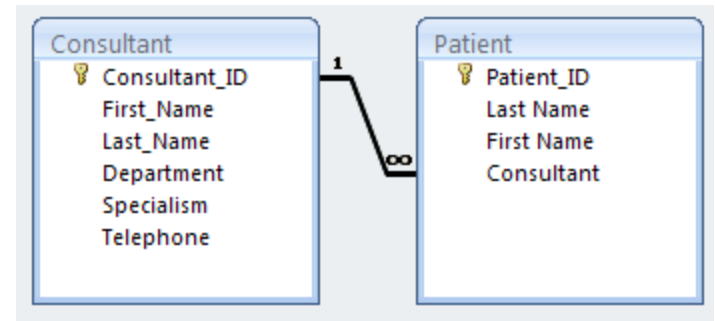 Consultant
Consultant_ID
First_Name
Last_Name
Department
Specialism
Telephone
1
∞
Patient
Patient_ID
Last Name
First Name
Consultant